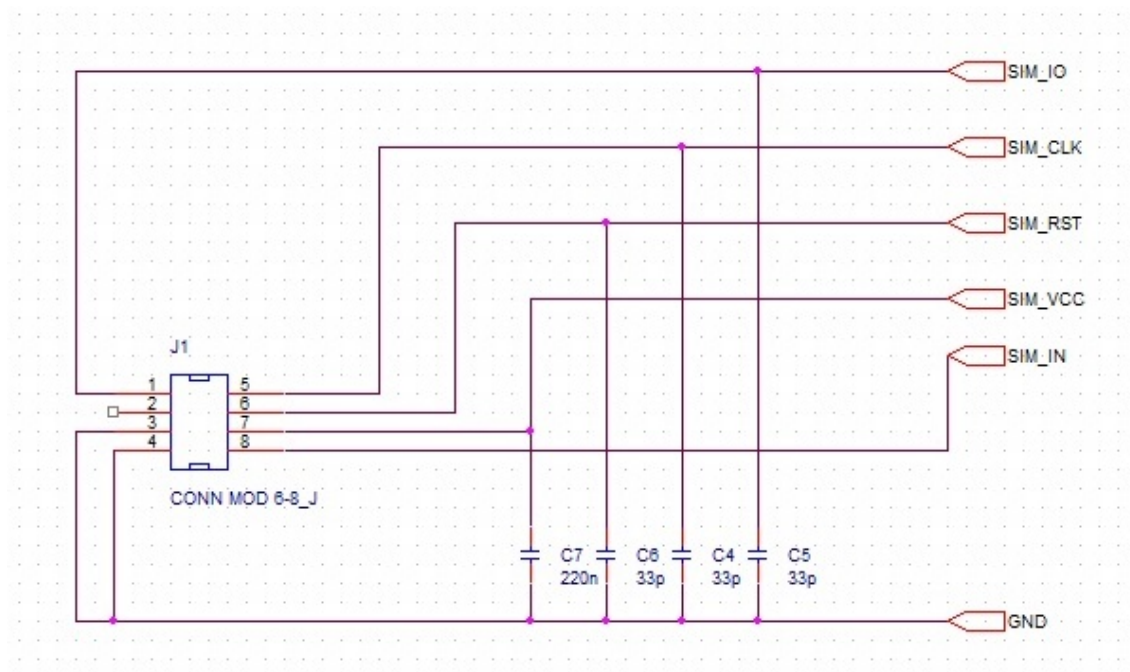 SIM_IO
SIM_CLK
SIM_RST
SIM_VCC
SIM_IN
J1
1 5
2 6
3 7
4 8
CONN MOD 6-8_J
C7 C6 C4 C5
220n 33p 33p 33p
GND